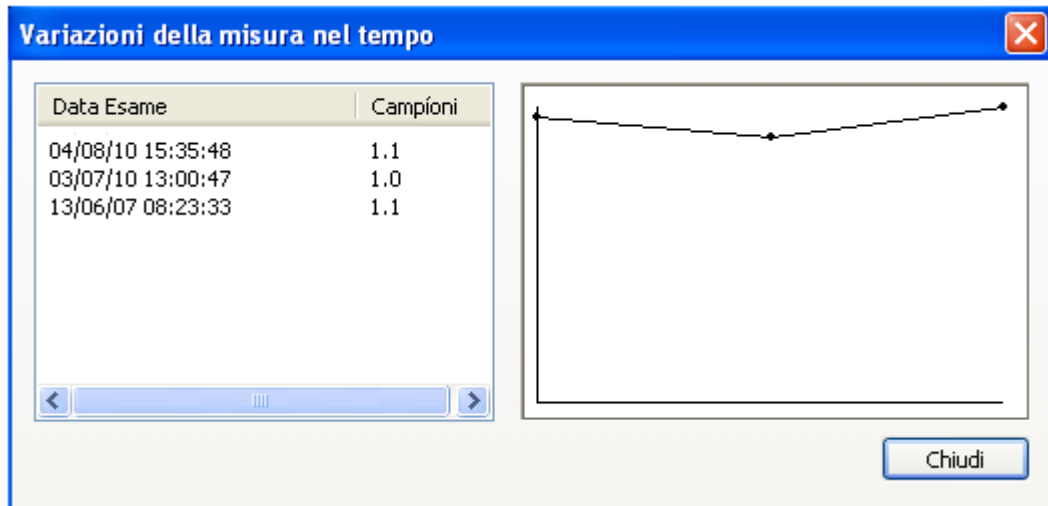 Variazioni della misura nel tempo
Data Esame Campíoni
04/08/10 15:35:48 1.1
03/07/10 13:00:47 1.0
13/06/07 08:23:33 1.1
Chiudi